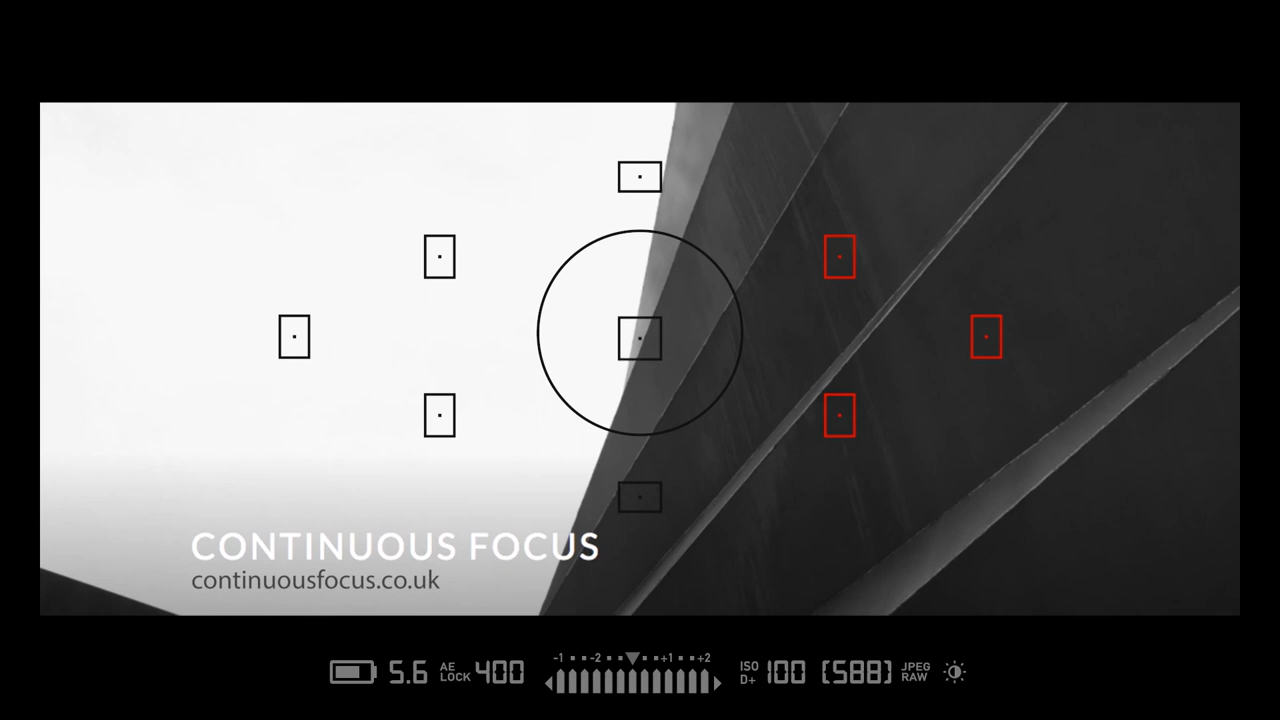 CONTINUOUS FOCUS
continuousfocus.co.uk
-1 -2 +1 +2
5.6 AE LOCK 400 ISO D+ 100 [588] JPEG RAW